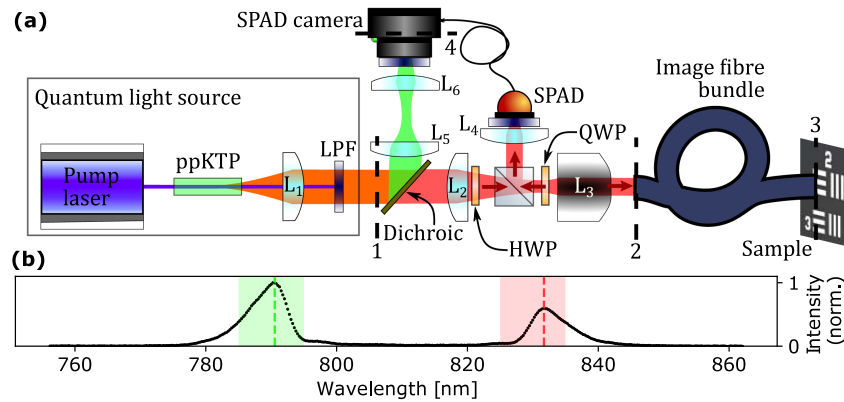 (a)
SPAD camera
4
Quantum light source
L6
SPAD
Image fibre
bundle
ppKTP
LPF
L5
L4
QWP
3
Pump
laser
L1
L2
L3
2
3
1
Dichroic
HWP
2
Sample
(b)
1
0
Intensity
(norm.)
760
780
800
820
840
860
Wavelength [nm]